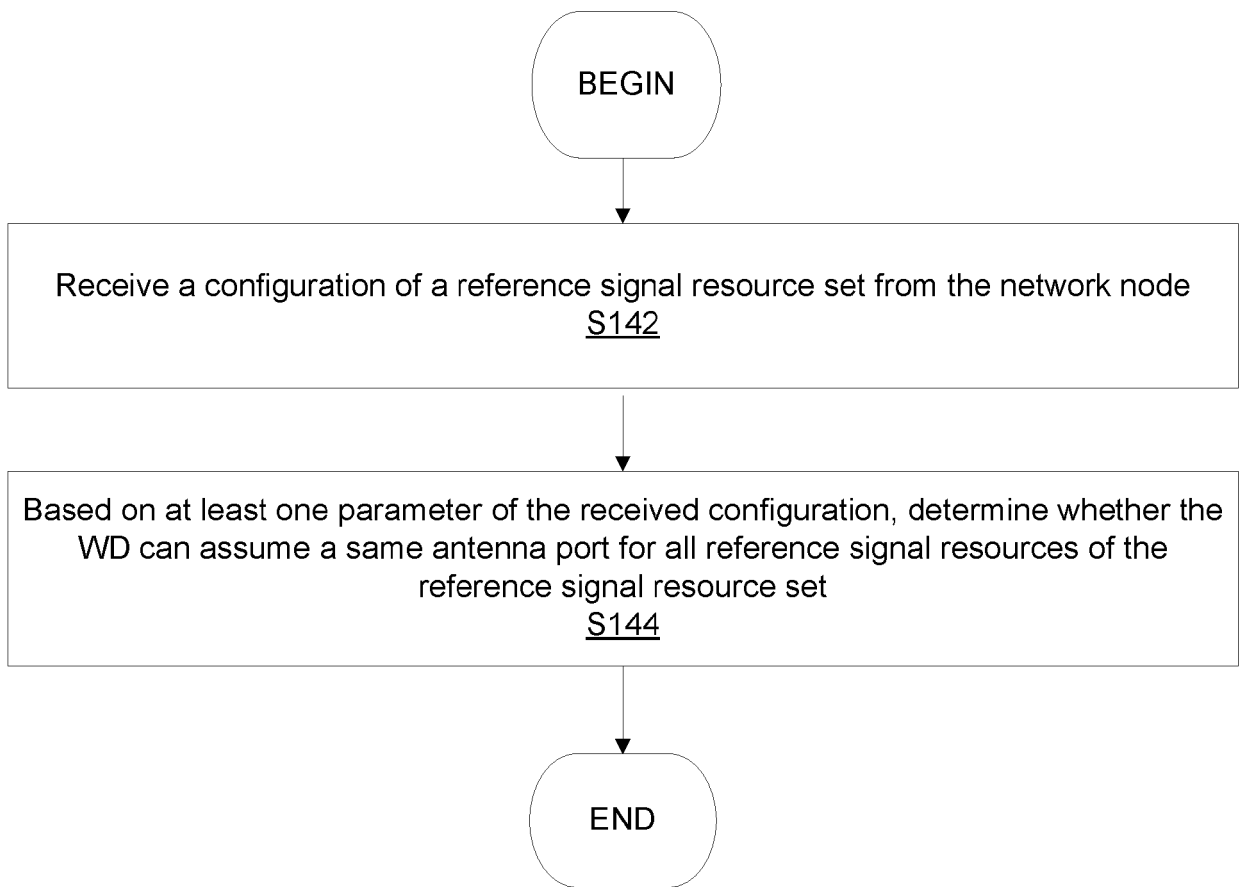 BEGIN
Receive a configuration of a reference signal resource set from the network node
S142
Based on at least one parameter of the received configuration, determine whether the
WD can assume a same antenna port for all reference signal resources of the
reference signal resource set
S144
END